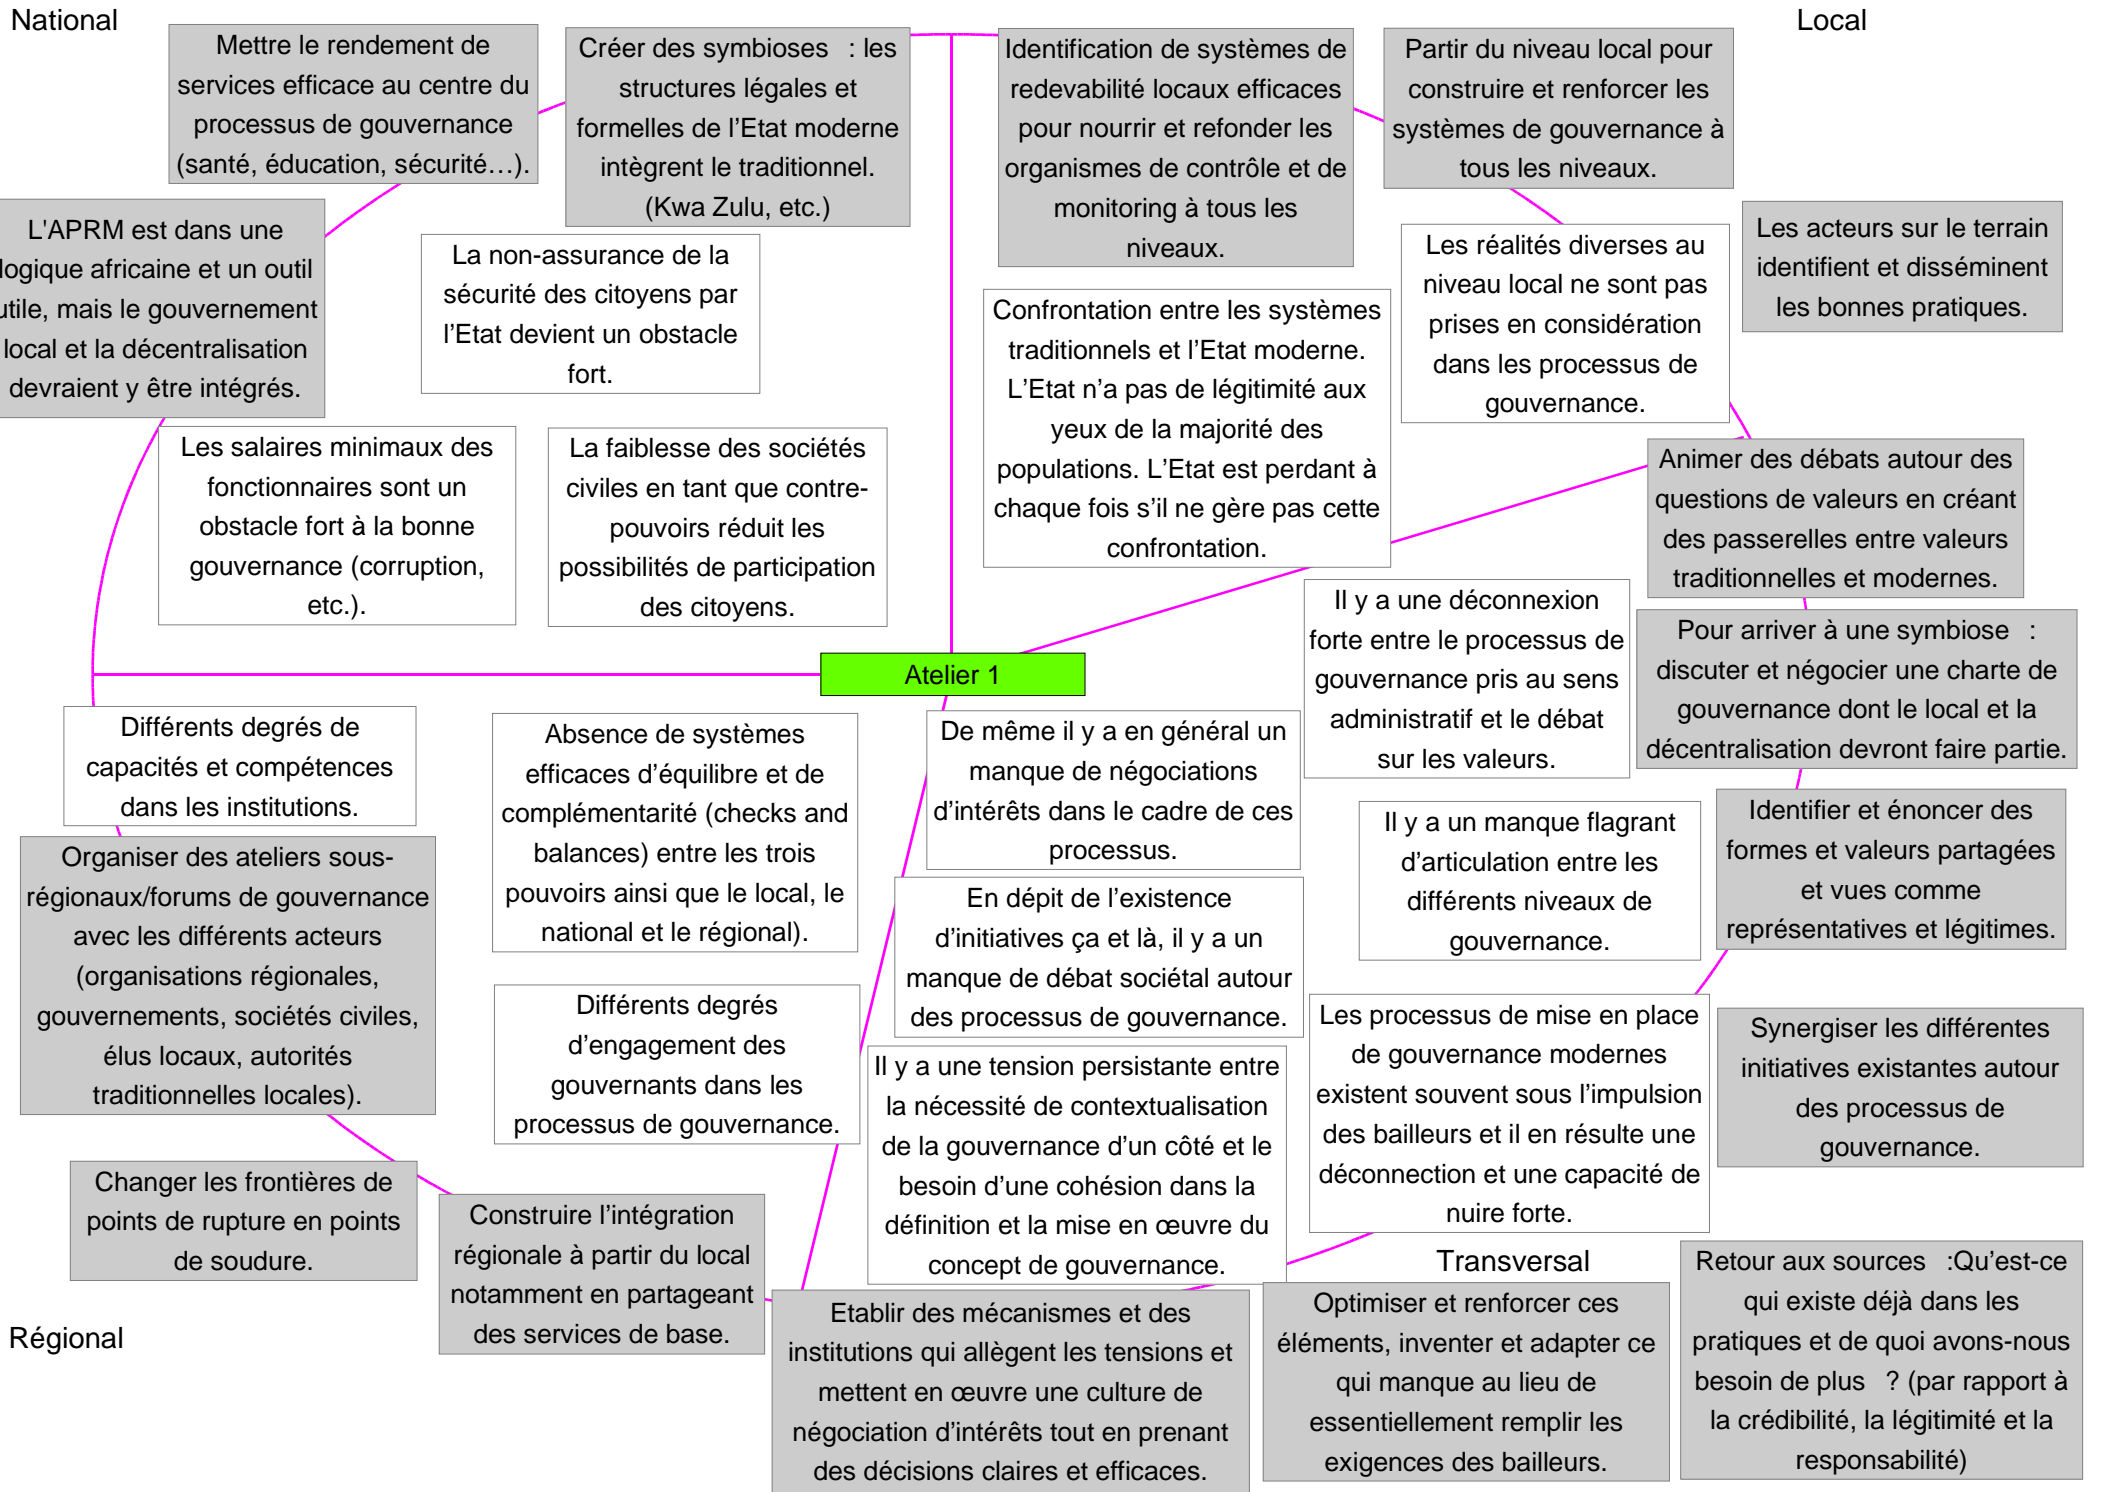 National
Local
Mettre le rendement de
services efficace au centre du
processus de gouvernance
(santé, éducation, sécurité…).
Créer des symbioses : les
structures légales et
formelles de l’Etat moderne
intègrent le traditionnel.
(Kwa Zulu, etc.)
Identification de systèmes de
redevabilité locaux efficaces
pour nourrir et refonder les
organismes de contrôle et de
monitoring à tous les
niveaux.
Partir du niveau local pour
construire et renforcer les
systèmes de gouvernance à
tous les niveaux.
L'APRM est dans une
logique africaine et un outil
utile, mais le gouvernement
local et la décentralisation
devraient y être intégrés.
La non-assurance de la
sécurité des citoyens par
l’Etat devient un obstacle
fort.
Confrontation entre les systèmes
traditionnels et l’Etat moderne.
L’Etat n’a pas de légitimité aux
yeux de la majorité des
populations. L’Etat est perdant à
chaque fois s’il ne gère pas cette
confrontation.
Les réalités diverses au
niveau local ne sont pas
prises en considération
dans les processus de
gouvernance.
Les acteurs sur le terrain
identifient et disséminent
les bonnes pratiques.
Les salaires minimaux des
fonctionnaires sont un
obstacle fort à la bonne
gouvernance (corruption,
etc.).
La faiblesse des sociétés
civiles en tant que contre-
pouvoirs réduit les
possibilités de participation
des citoyens.
Animer des débats autour des
questions de valeurs en créant
des passerelles entre valeurs
traditionnelles et modernes.
Il y a une déconnexion
forte entre le processus de
gouvernance pris au sens
administratif et le débat
sur les valeurs.
Pour arriver à une symbiose :
discuter et négocier une charte de
gouvernance dont le local et la
décentralisation devront faire partie.
Atelier 1
Différents degrés de
capacités et compétences
dans les institutions.
Absence de systèmes
efficaces d’équilibre et de
complémentarité (checks and
balances) entre les trois
pouvoirs ainsi que le local, le
national et le régional).
De même il y a en général un
manque de négociations
d’intérêts dans le cadre de ces
processus.
Il y a un manque flagrant
d’articulation entre les
différents niveaux de
gouvernance.
Identifier et énoncer des
formes et valeurs partagées
et vues comme
représentatives et légitimes.
Organiser des ateliers sous-
régionaux/forums de gouvernance
avec les différents acteurs
(organisations régionales,
gouvernements, sociétés civiles,
élus locaux, autorités
traditionnelles locales).
En dépit de l’existence
d’initiatives ça et là, il y a un
manque de débat sociétal autour
des processus de gouvernance.
Différents degrés
d’engagement des
gouvernants dans les
processus de gouvernance.
Les processus de mise en place
de gouvernance modernes
existent souvent sous l’impulsion
des bailleurs et il en résulte une
déconnection et une capacité de
nuire forte.
Synergiser les différentes
initiatives existantes autour
des processus de
gouvernance.
Il y a une tension persistante entre
la nécessité de contextualisation
de la gouvernance d’un côté et le
besoin d’une cohésion dans la
définition et la mise en œuvre du
concept de gouvernance.
Changer les frontières de
points de rupture en points
de soudure.
Construire l’intégration
régionale à partir du local
notamment en partageant
des services de base.
Transversal
Régional
Etablir des mécanismes et des
institutions qui allègent les tensions et
mettent en œuvre une culture de
négociation d’intérêts tout en prenant
des décisions claires et efficaces.
Optimiser et renforcer ces
éléments, inventer et adapter ce
qui manque au lieu de
essentiellement remplir les
exigences des bailleurs.
Retour aux sources :Qu’est-ce
qui existe déjà dans les
pratiques et de quoi avons-nous
besoin de plus ? (par rapport à
la crédibilité, la légitimité et la
responsabilité)